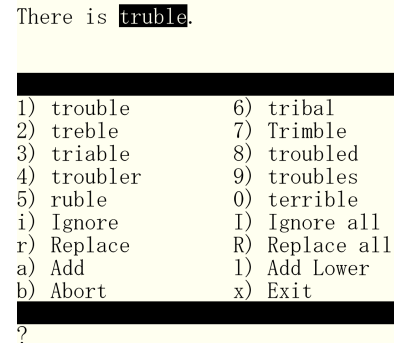 There is truble.
1) trouble 6) tribal
2) treble 7) Trimble
3) triable 8) troubled
4) troubler 9) troubles
5) ruble 0) terrible
i) Ignore I) Ignore all
r) Replace R) Replace all
a) Add l) Add Lower
b) Abort x) Exit
?